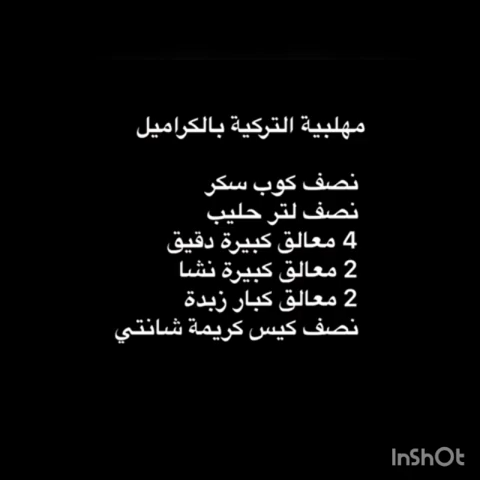 مهلبية التركية بالكراميل
نصف كوب سكر
نصف لتر حليب
4 معالق كبيرة دقيق
2 معالق كبيرة نشا
2 معالق كبار زبدة
نصف كيس كريمة شانتي
InShOt